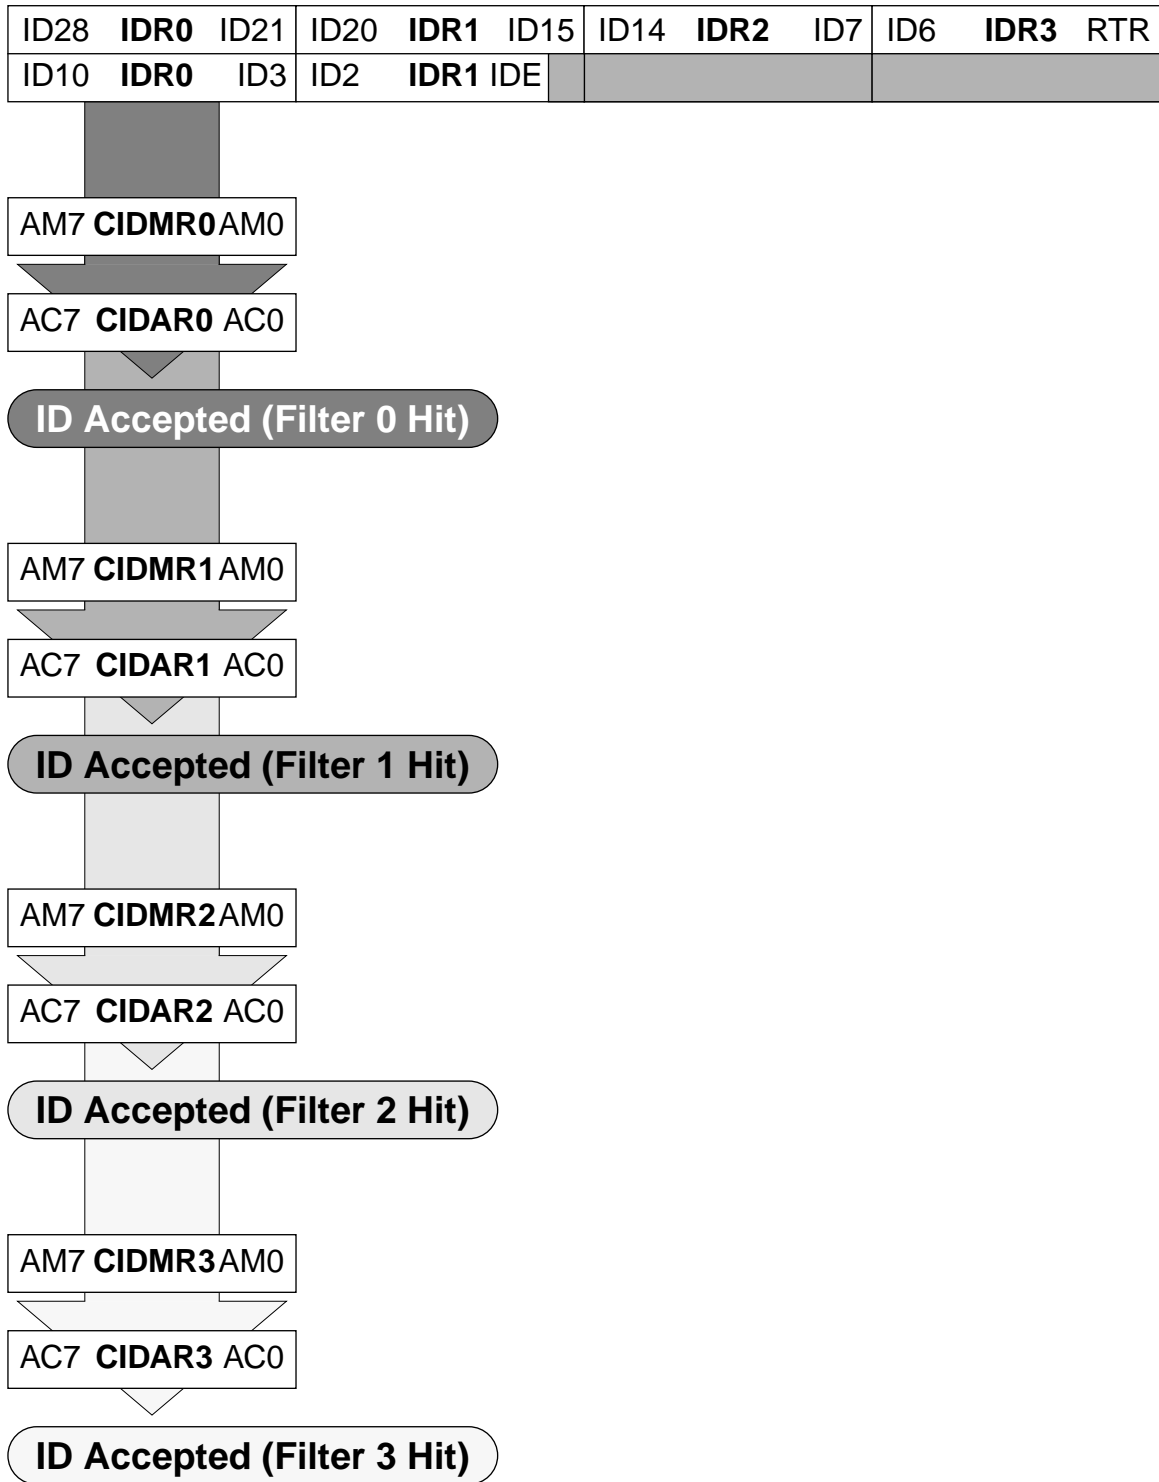 ID28 IDR0 ID21 ID20 IDR1 ID15 ID14 IDR2 ID7 ID6 IDR3 RTR
ID10 IDR0 ID3 ID2 IDR1 IDE
AM7 CIDMR0 AM0
AC7 CIDAR0 AC0
ID Accepted (Filter 0 Hit)
AM7 CIDMR1 AM0
AC7 CIDAR1 AC0
ID Accepted (Filter 1 Hit)
AM7 CIDMR2 AM0
AC7 CIDAR2 AC0
ID Accepted (Filter 2 Hit)
AM7 CIDMR3 AM0
AC7 CIDAR3 AC0
ID Accepted (Filter 3 Hit)